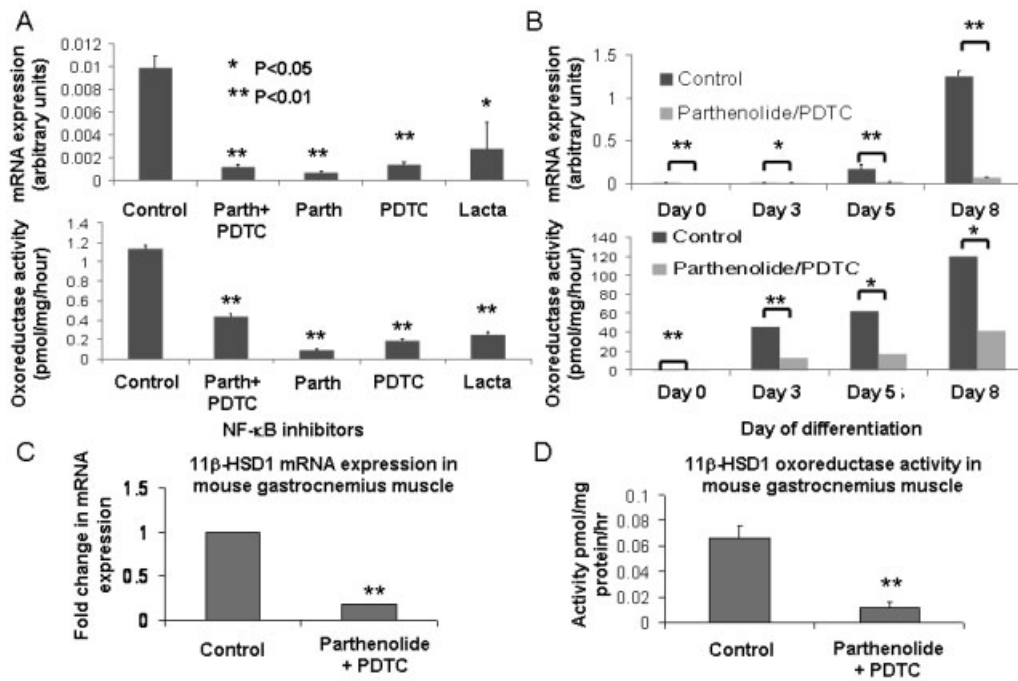 A
mRNA expression
(arbitrary units)
0.012
0.01
0.008
0.006
0.004
0.002
0
* P<0.05
** P<0.01
**
**
**
*
Control
Parth+
PDTC
Parth
PDTC
Lacta
Oxoreductase activity
(pmol/mg/hour)
1.4
1.2
1
0.8
0.6
0.4
0.2
0
**
**
**
**
Control
Parth+
PDTC
Parth
PDTC
Lacta
NF-κB inhibitors
B
mRNA expression
(arbitrary units)
1.5
1
0.5
0
Control
Parthenolide/PDTC
**
*
**
**
Day 0
Day 3
Day 5
Day 8
Oxoreductase activity
(pmol/mg/hour)
140
120
100
80
60
40
20
0
Control
Parthenolide/PDTC
**
**
*
*
Day 0
Day 3
Day 5 ;
Day 8
Day of differentiation
C
11β-HSD1 mRNA expression in
mouse gastrocnemius muscle
Fold change in mRNA
expression
1.5
1
0.5
0
**
Control
Parthenolide
+ PDTC
D
11β-HSD1 oxoreductase activity in
mouse gastrocnemius muscle
Activity pmol/mg
protein/hr
0.1
0.08
0.06
0.04
0.02
0
**
Control
Parthenolide
+ PDTC